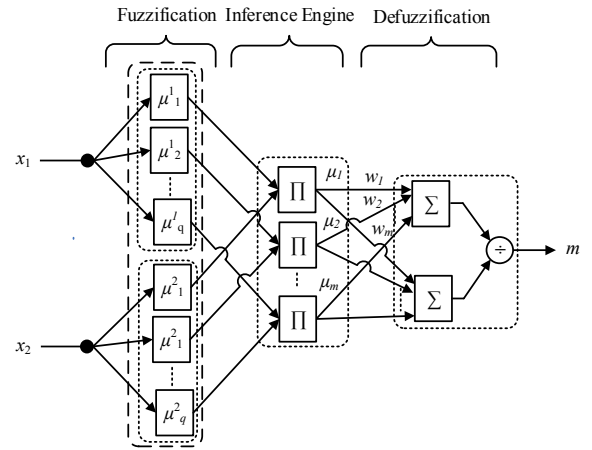 Fuzzification Inference Engine Defuzzification
x1
x2
μ¹1
μ¹2
μ¹q
μ²1
μ²1
μ²q
∏
∏
∏
μ1
μ2
μm
w1
w2
wm
∑
∑
÷
m